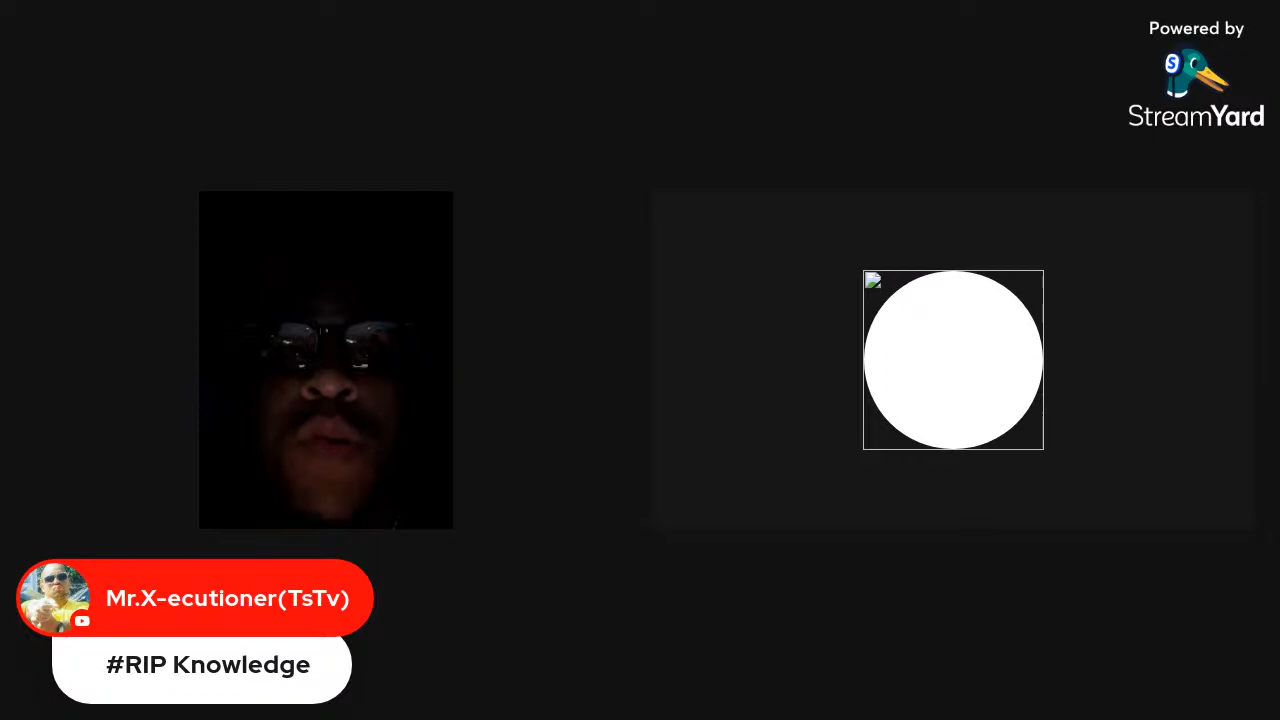 Powered by
S
StreamYard
Mr.X-ecutioner(TsTv)
#RIP Knowledge